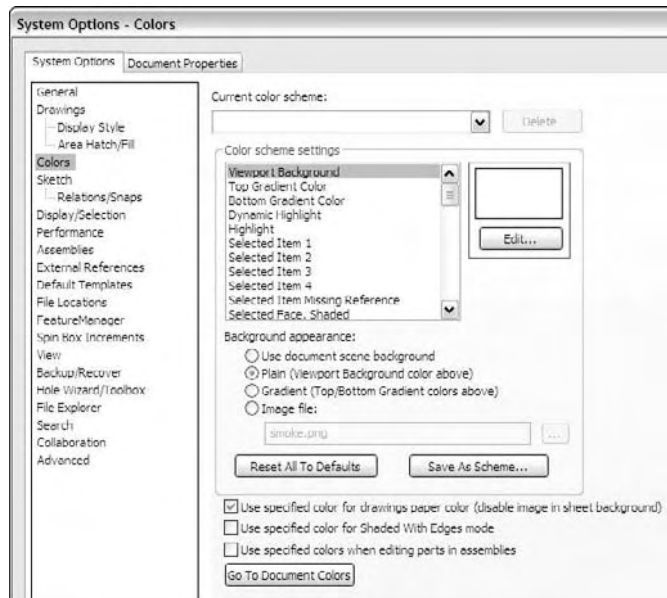 System Options - Colors
System Options
Document Properties
General
Drawings
Display Style
Area Hatch/Fill
Colors
Sketch
Relations/Snaps
Display/Selection
Performance
Assemblies
External References
Default Templates
File Locations
FeatureManager
Spin Box Increments
View
Backup/Recover
Hole Wizard/Toolbox
File Explorer
Search
Collaboration
Advanced
Current color scheme:
Delete
Color scheme settings
Viewport Background
Top Gradient Color
Bottom Gradient Color
Dynamic Highlight
Highlight
Selected Item 1
Selected Item 2
Selected Item 3
Selected Item 4
Selected Item Missing Reference
Selected Face, Shaded
Edit...
Background appearance:
Use document scene background
Plain (Viewport Background color above)
Gradient (Top/Bottom Gradient colors above)
Image file:
smoke.png
...
Reset All To Defaults
Save As Scheme...
Use specified color for drawings paper color (disable image in sheet background)
Use specified color for Shaded With Edges mode
Use specified colors when editing parts in assemblies
Go To Document Colors